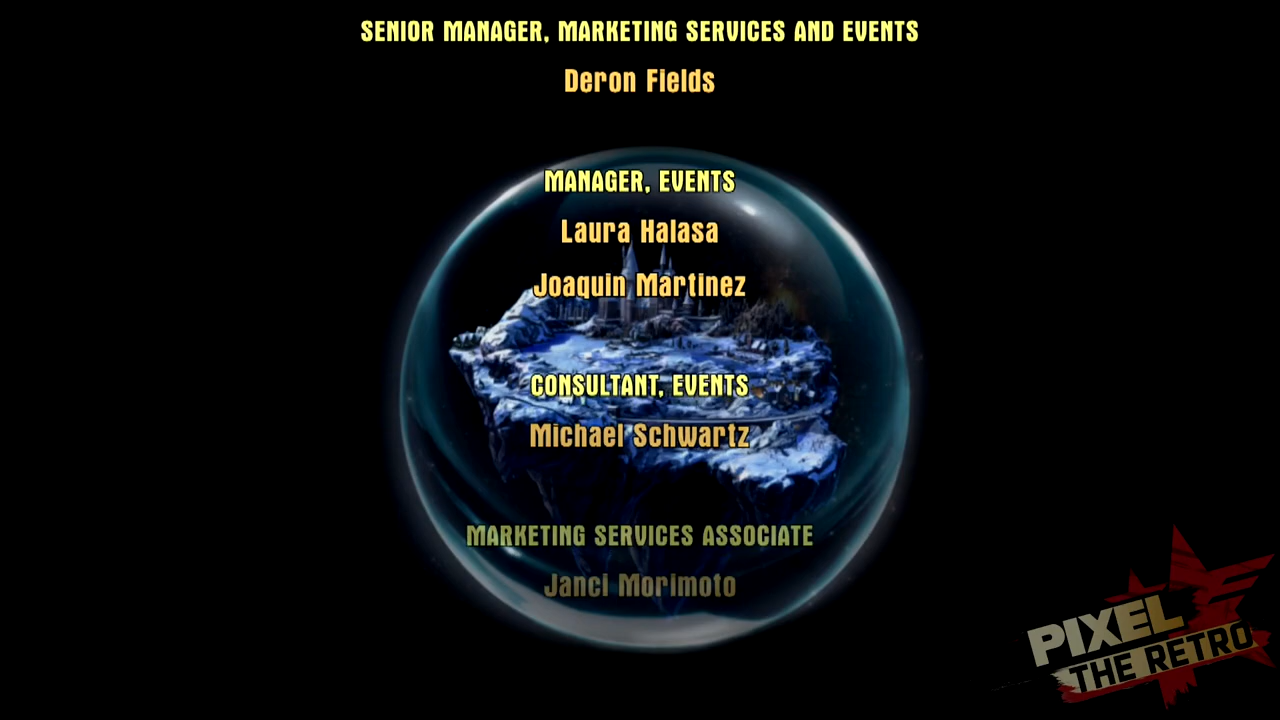 SENIOR MANAGER, MARKETING SERVICES AND EVENTS
Deron Fields
MANAGER, EVENTS
Laura Halasa
Joaquin Martinez
CONSULTANT, EVENTS
Michael Schwartz
MARKETING SERVICES ASSOCIATE
Janci Morimoto
PIXEL
THE RETRO